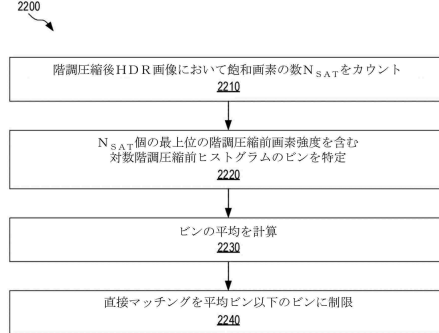 2200
階調圧縮後HDR画像において飽和画素の数N_SATをカウント
2210
N_SAT個の最上位の階調圧縮前画素強度を含む
対数階調圧縮前ヒストグラムのビンを特定
2220
ビンの平均を計算
2230
直接マッチングを平均ビン以下のビンに制限
2240